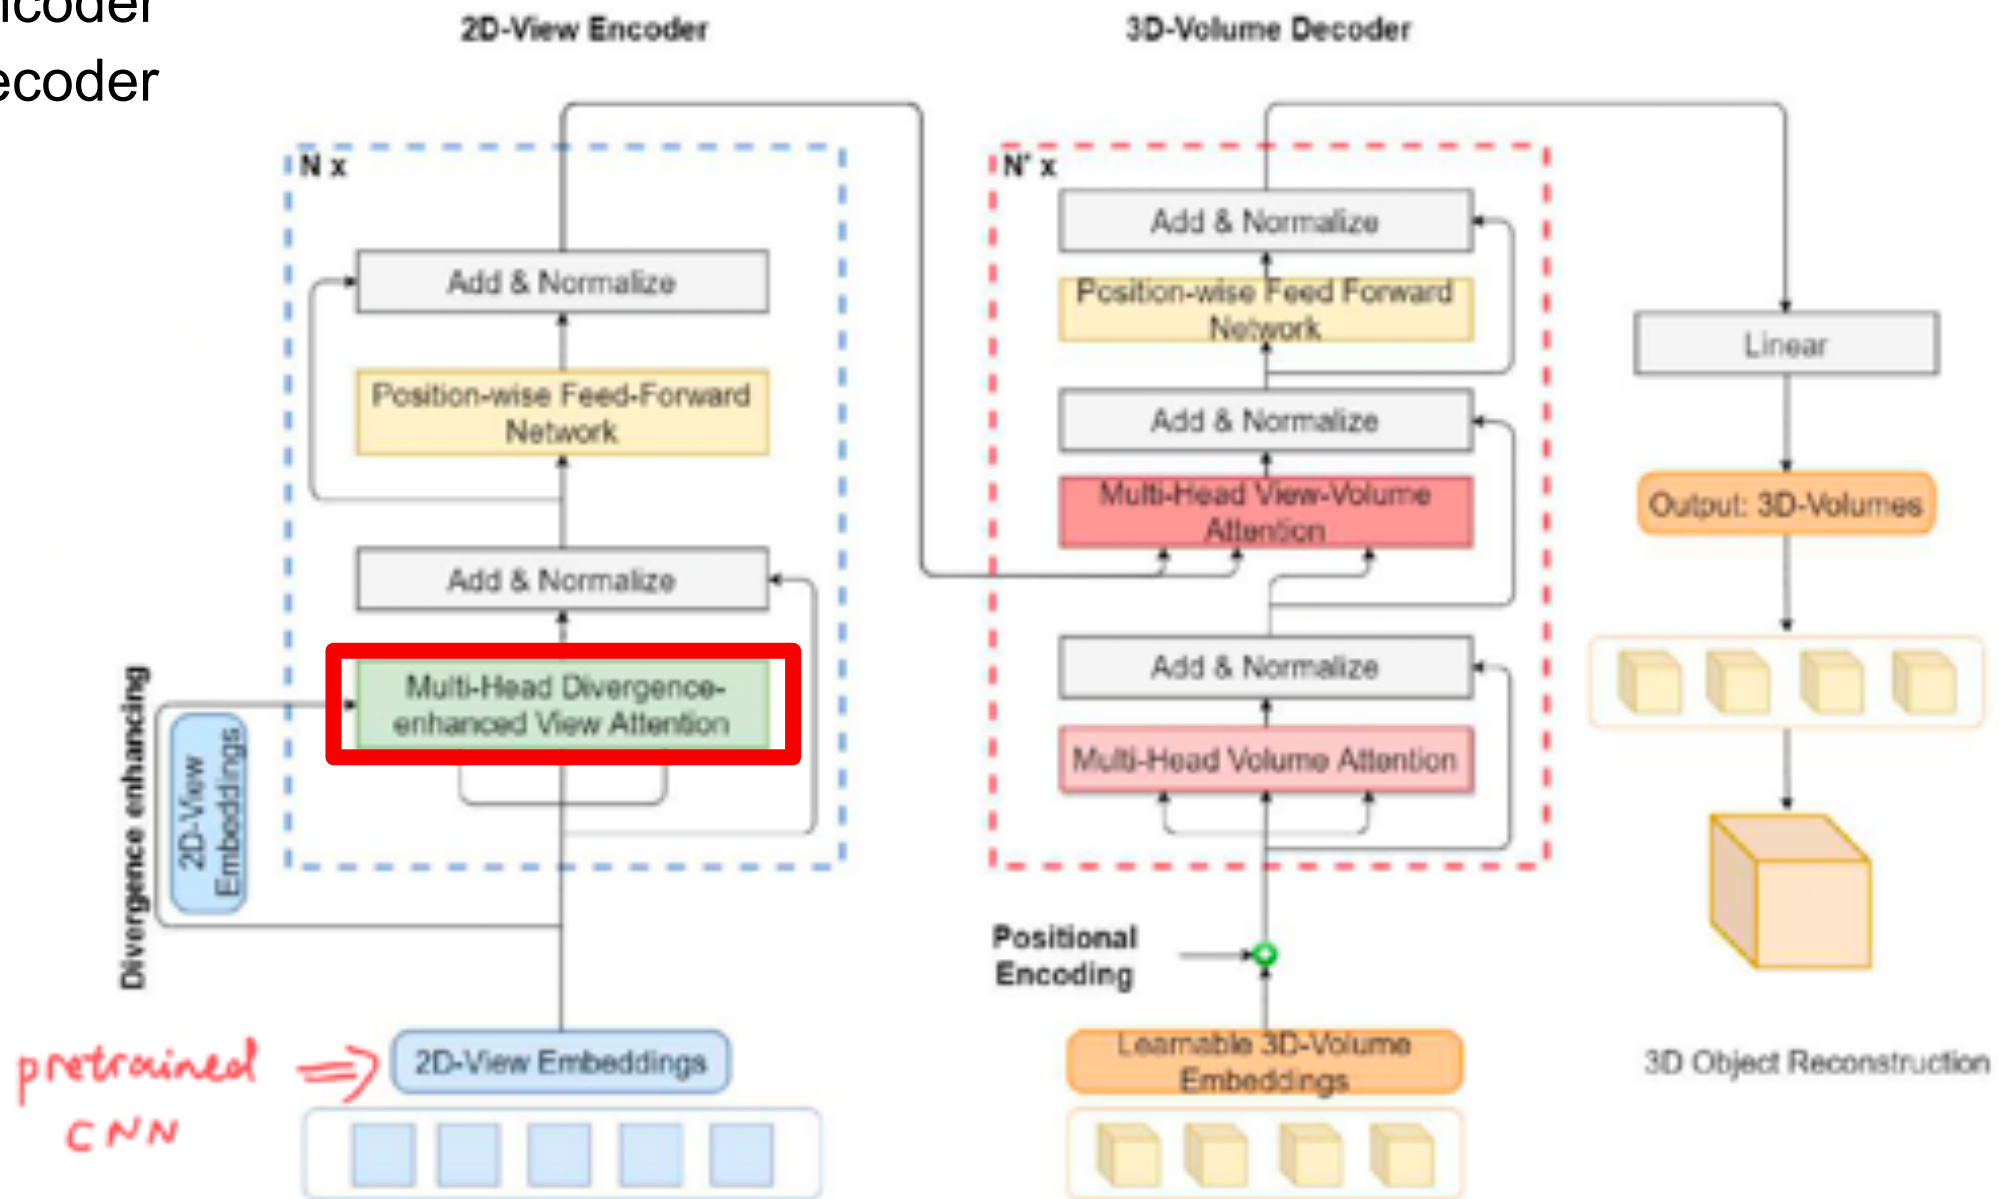 ncoder
ecoder
2D-View Encoder
N x
Add & Normalize
Position-wise Feed-Forward
Network
Add & Normalize
Multi-Head Divergence-
enhanced View Attention
Divergence enhancing
2D-View
Embeddings
2D-View Embeddings
pretrained
CNN
3D-Volume Decoder
N' x
Add & Normalize
Position-wise Feed Forward
Network
Add & Normalize
Multi-Head View-Volume
Attention
Add & Normalize
Multi-Head Volume Attention
Positional
Encoding
Learnable 3D-Volume
Embeddings
Linear
Output: 3D-Volumes
3D Object Reconstruction